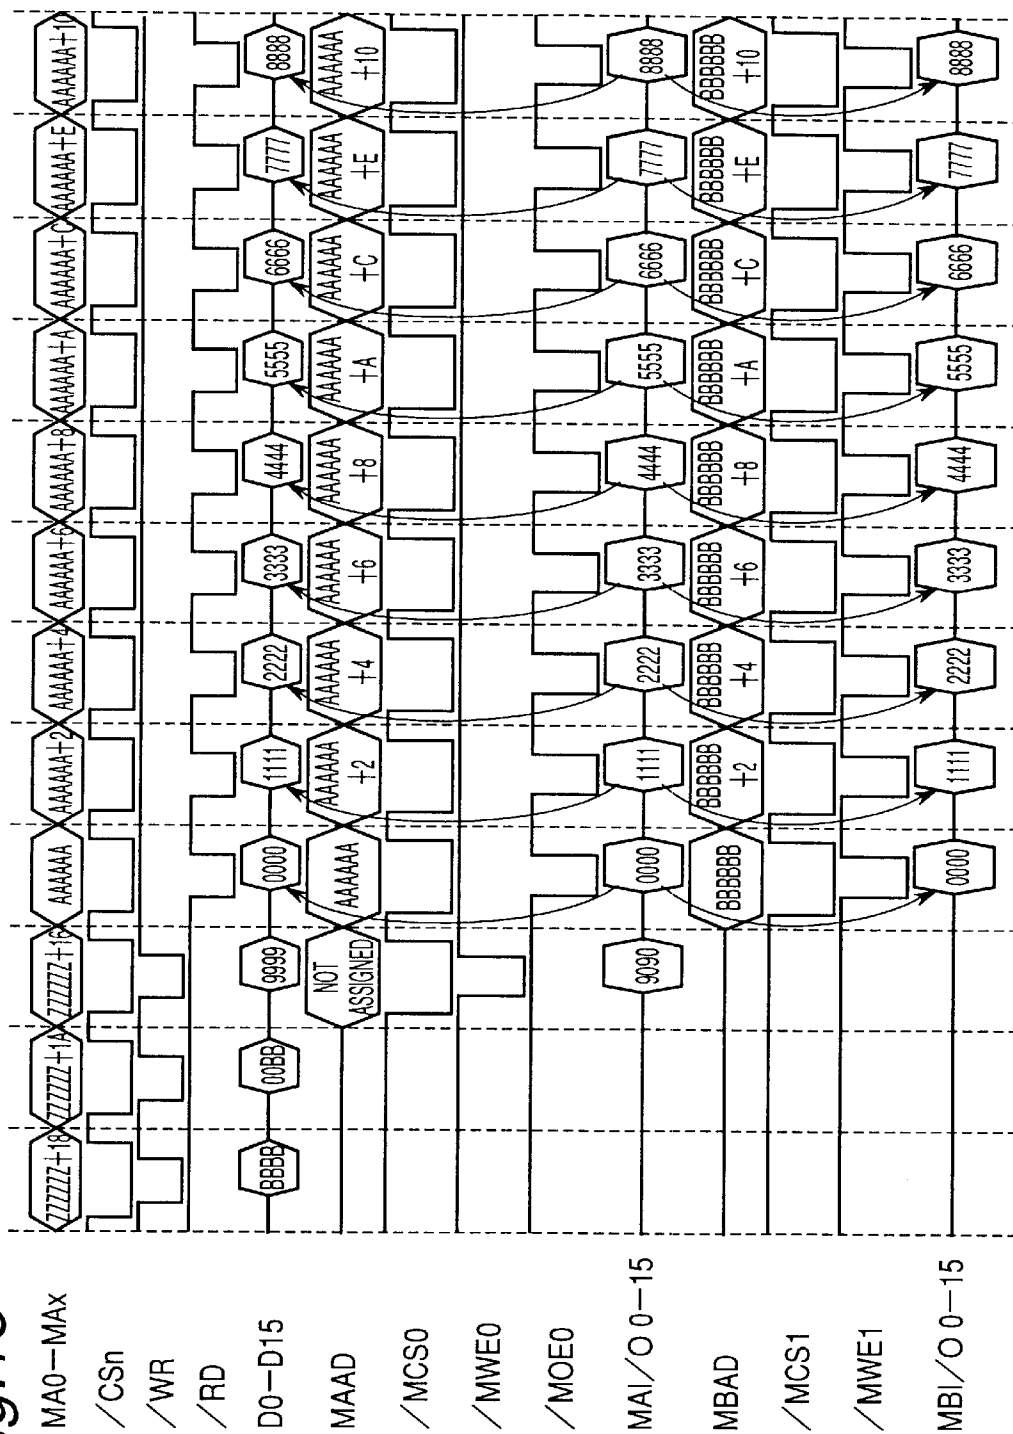 MA0-MAx ZZZZZZ+18 ZZZZZZ+1A ZZZZZZ+16 AAAAAA AAAAAA+2 AAAAAA+4 AAAAAA+6 AAAAAA+8 AAAAAA+A AAAAAA+C AAAAAA+E AAAAAA+10
/CSn
/WR
/RD
D0-D15 BBBB 00BB 9999 0000 1111 2222 3333 4444 5555 6666 7777 8888
MAAD NOT ASSIGNED AAAAAA AAAAAA+2 AAAAAA+4 AAAAAA+6 AAAAAA+8 AAAAAA+A AAAAAA+C AAAAAA+E AAAAAA+10
/MCS0
/MWE0
/MOE0
MAI/O 0-15 9090 0000 1111 2222 3333 4444 5555 6666 7777 8888
MBAD BBBBBB BBBBBB+2 BBBBBB+4 BBBBBB+6 BBBBBB+8 BBBBBB+A BBBBBB+C BBBBBB+E BBBBBB+10
/MCS1
/MWE1
MBI/O 0-15 0000 1111 2222 3333 4444 5555 6666 7777 8888